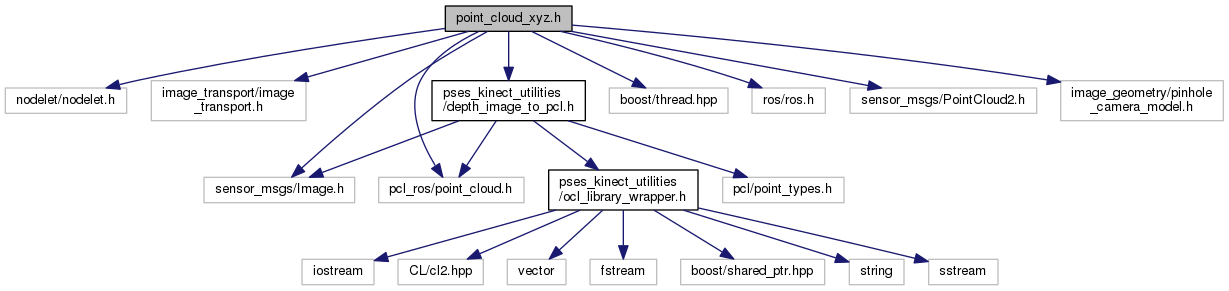 point_cloud_xyz.h
nodelet/nodelet.h
image_transport/image
_transport.h
pses_kinect_utilities
/depth_image_to_pcl.h
boost/thread.hpp
ros/ros.h
sensor_msgs/PointCloud2.h
image_geometry/pinhole
_camera_model.h
sensor_msgs/Image.h
pcl_ros/point_cloud.h
pses_kinect_utilities
/ocl_library_wrapper.h
pcl/point_types.h
iostream
CL/cl2.hpp
vector
fstream
boost/shared_ptr.hpp
string
sstream